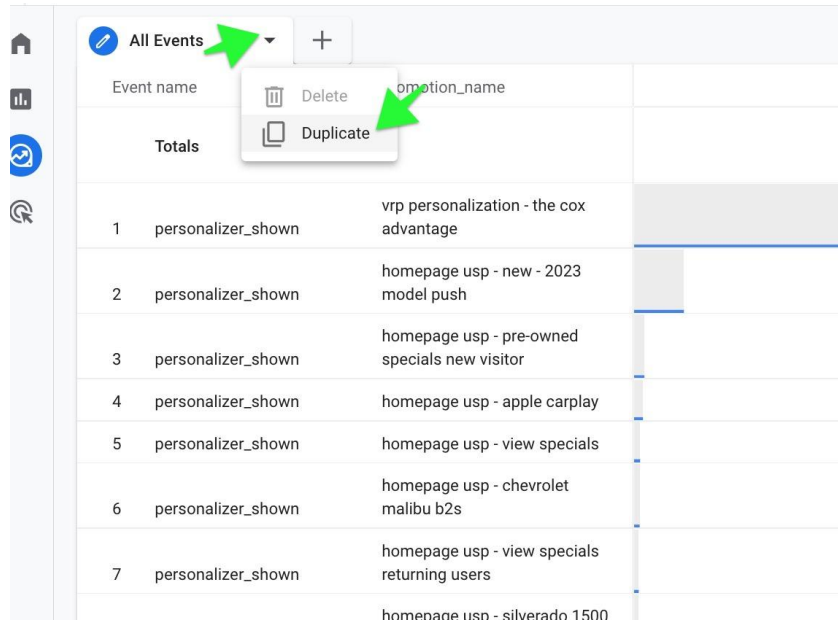 All Events
Event name
omotion_name
Delete
Duplicate
Totals
vrp personalization - the cox
1 personalizer_shown advantage
homepage usp - new - 2023
2 personalizer_shown model push
homepage usp - pre-owned
3 personalizer_shown specials new visitor
4 personalizer_shown homepage usp - apple carplay
5 personalizer_shown homepage usp - view specials
homepage usp - chevrolet
6 personalizer_shown malibu b2s
homepage usp - view specials
7 personalizer_shown returning users
homepage usp - silverado 1500